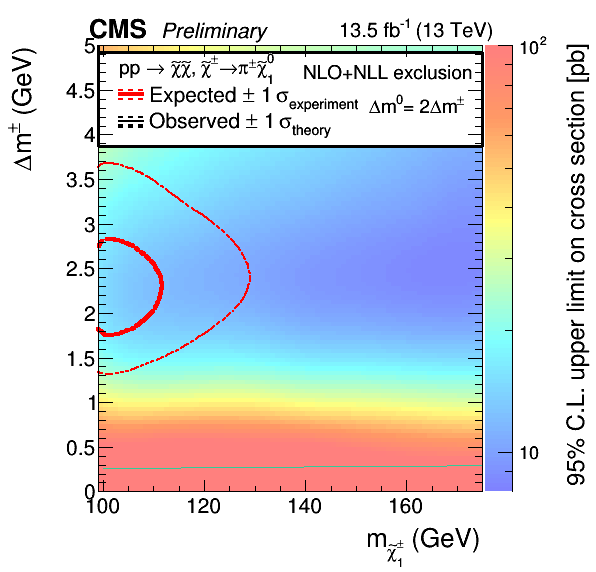 CMS Preliminary 13.5 fb⁻¹ (13 TeV)
pp → χ̃χ̃, χ̃±→π±χ̃⁰₁ NLO+NLL exclusion
Expected ± 1 σexperiment Δm⁰= 2Δm±
Observed ± 1 σtheory
Δm± (GeV)
5
4.5
4
3.5
3
2.5
2
1.5
1
0.5
0
100 120 140 160
mχ̃±₁ (GeV)
10²
10
95% C.L. upper limit on cross section [pb]